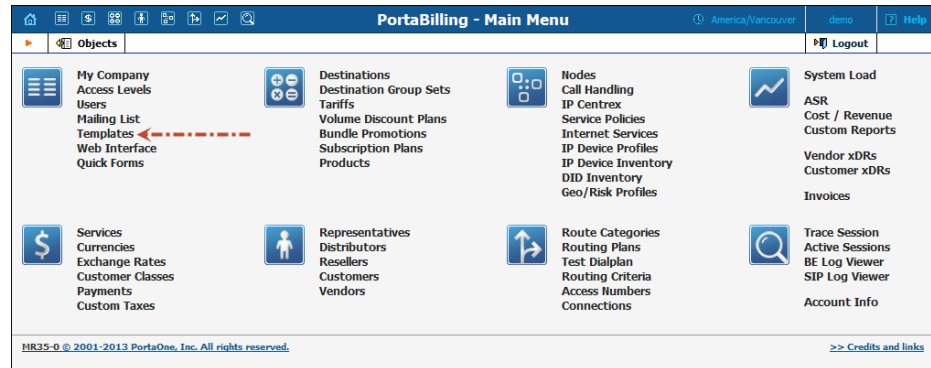 PortaBilling - Main Menu
America/Vancouver
demo
? Help
Objects
Logout
My Company
Access Levels
Users
Mailing List
Templates
Web Interface
Quick Forms
Destinations
Destination Group Sets
Tariffs
Volume Discount Plans
Bundle Promotions
Subscription Plans
Products
Nodes
Call Handling
IP Centrex
Service Policies
Internet Services
IP Device Profiles
IP Device Inventory
DID Inventory
Geo/Risk Profiles
System Load
ASR
Cost / Revenue
Custom Reports
Vendor xDRs
Customer xDRs
Invoices
Services
Currencies
Exchange Rates
Customer Classes
Payments
Custom Taxes
Representatives
Distributors
Resellers
Customers
Vendors
Route Categories
Routing Plans
Test Dialplan
Routing Criteria
Access Numbers
Connections
Trace Session
Active Sessions
BE Log Viewer
SIP Log Viewer
Account Info
MR35-0 © 2001-2013 PortaOne, Inc. All rights reserved.
>> Credits and links